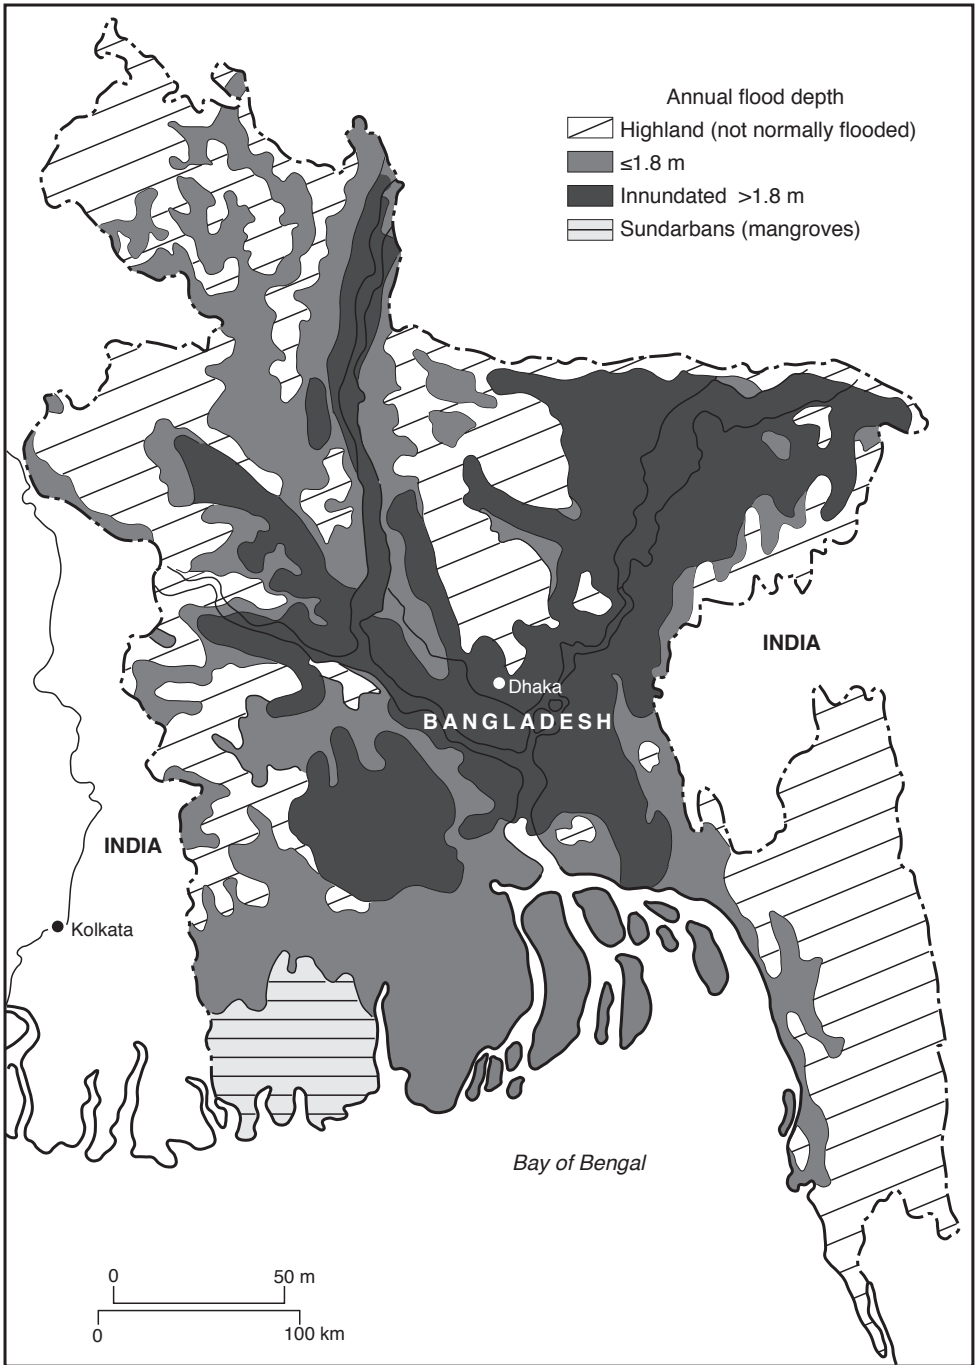 Annual flood depth
Highland (not normally flooded)
≤1.8 m
Innundated >1.8 m
Sundarbans (mangroves)
INDIA
Dhaka
BANGLADESH
INDIA
Kolkata
Bay of Bengal
0 50 m
0 100 km